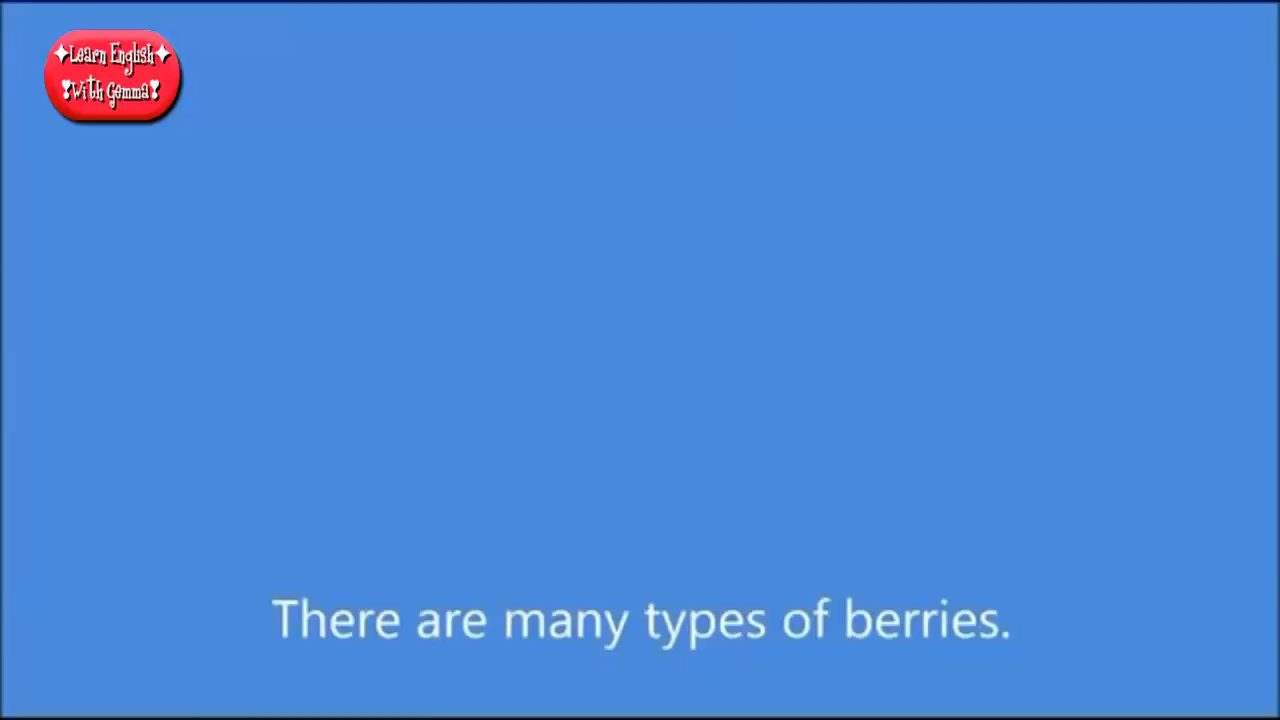 ✦Learn English✦
❣With Gemma❣
There are many types of berries.